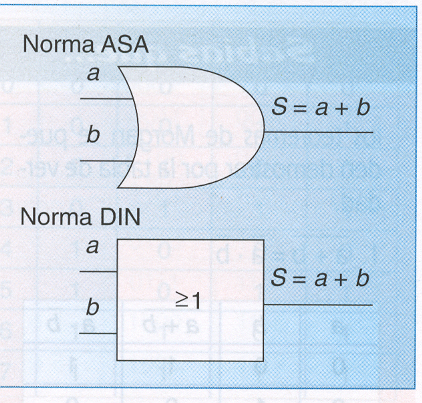 Norma ASA
a
b
S = a + b
Norma DIN
a
b
≥1
S = a + b